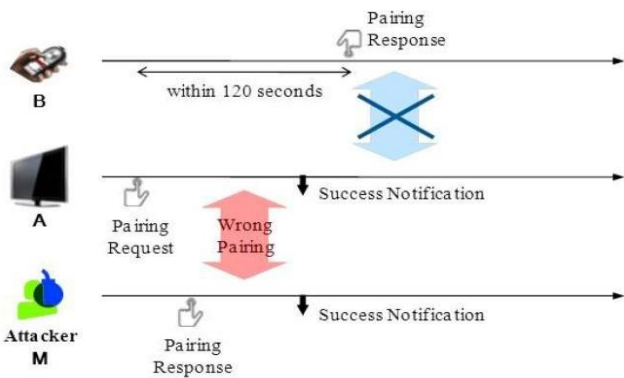 Pairing
Response
within 120 seconds
B
Success Notification
A
Pairing
Request
Wrong
Pairing
Success Notification
Attacker
M
Pairing
Response